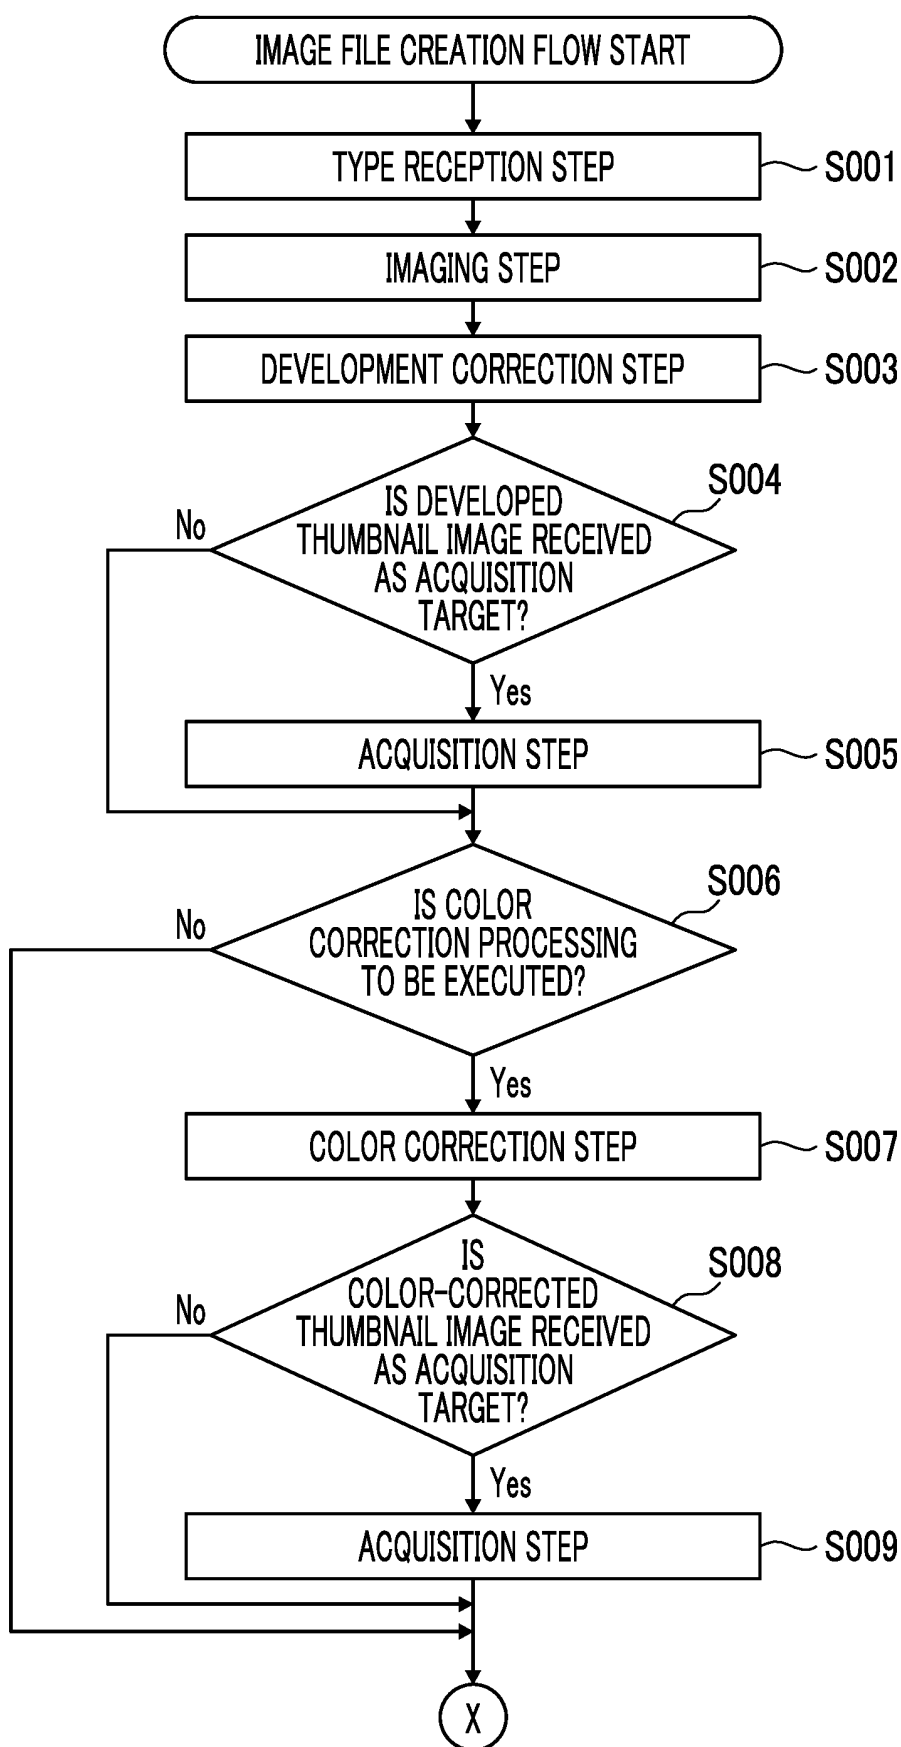 IMAGE FILE CREATION FLOW START
TYPE RECEPTION STEP
S001
IMAGING STEP
S002
DEVELOPMENT CORRECTION STEP
S003
S004
IS DEVELOPED
THUMBNAIL IMAGE RECEIVED
AS ACQUISITION
TARGET?
No
Yes
ACQUISITION STEP
S005
S006
IS COLOR
CORRECTION PROCESSING
TO BE EXECUTED?
No
Yes
COLOR CORRECTION STEP
S007
S008
IS
COLOR-CORRECTED
THUMBNAIL IMAGE RECEIVED
AS ACQUISITION
TARGET?
No
Yes
ACQUISITION STEP
S009
X